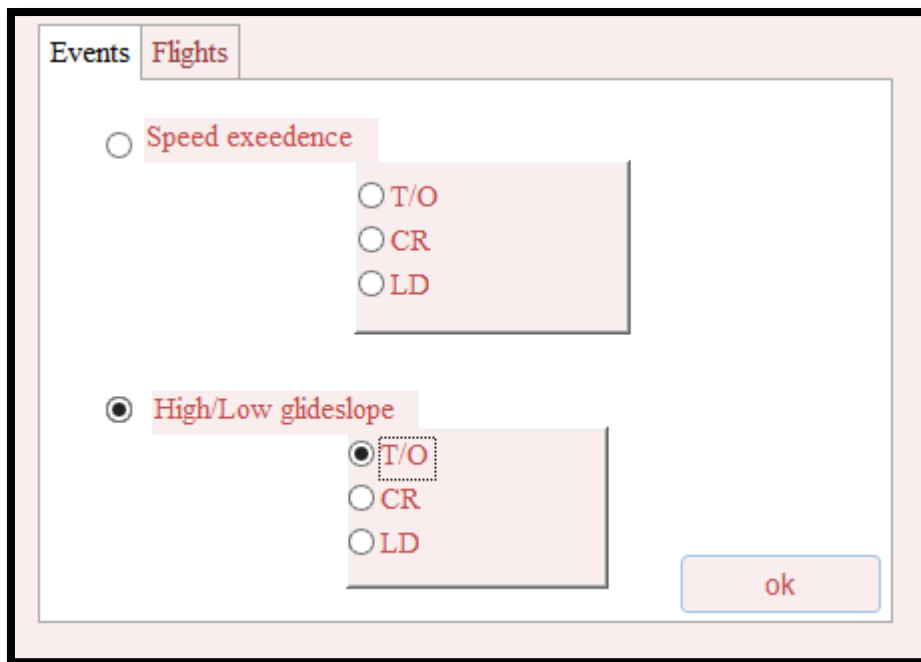 Events Flights
Speed exeedence
T/O
CR
LD
High/Low glideslope
T/O
CR
LD
ok